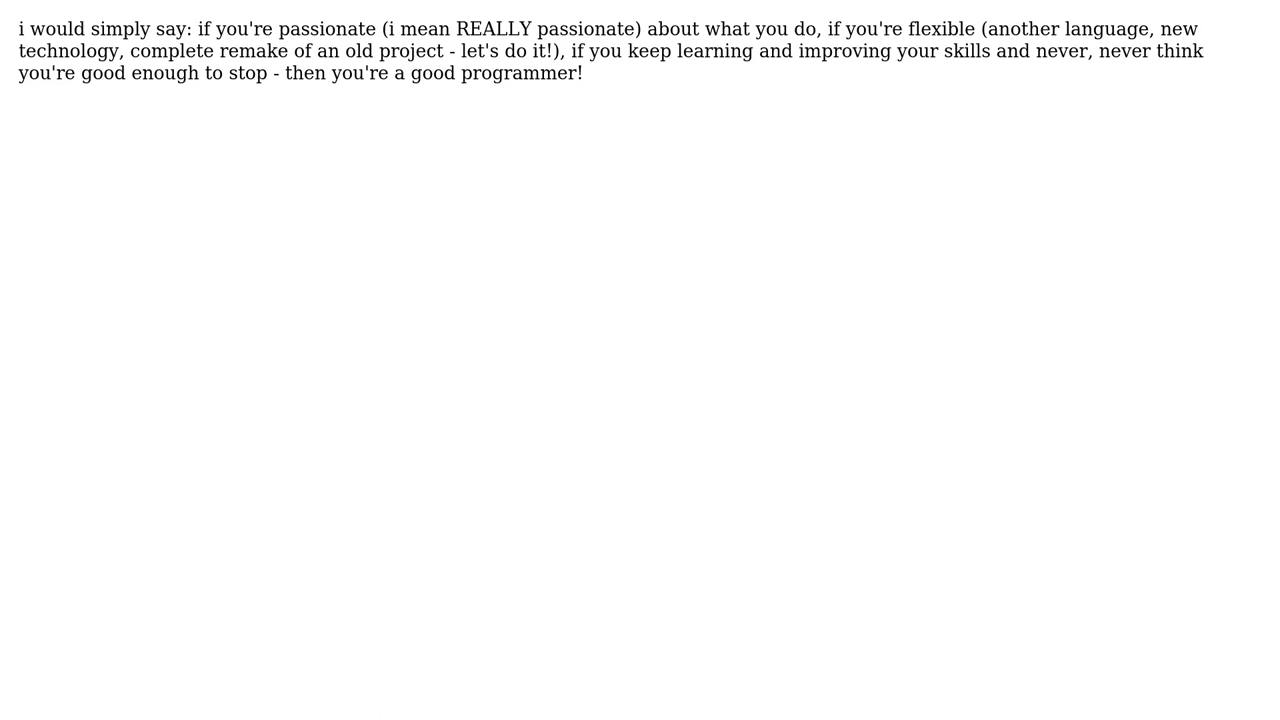 i would simply say: if you're passionate (i mean REALLY passionate) about what you do, if you're flexible (another language, new
technology, complete remake of an old project - let's do it!), if you keep learning and improving your skills and never, never think
you're good enough to stop - then you're a good programmer!